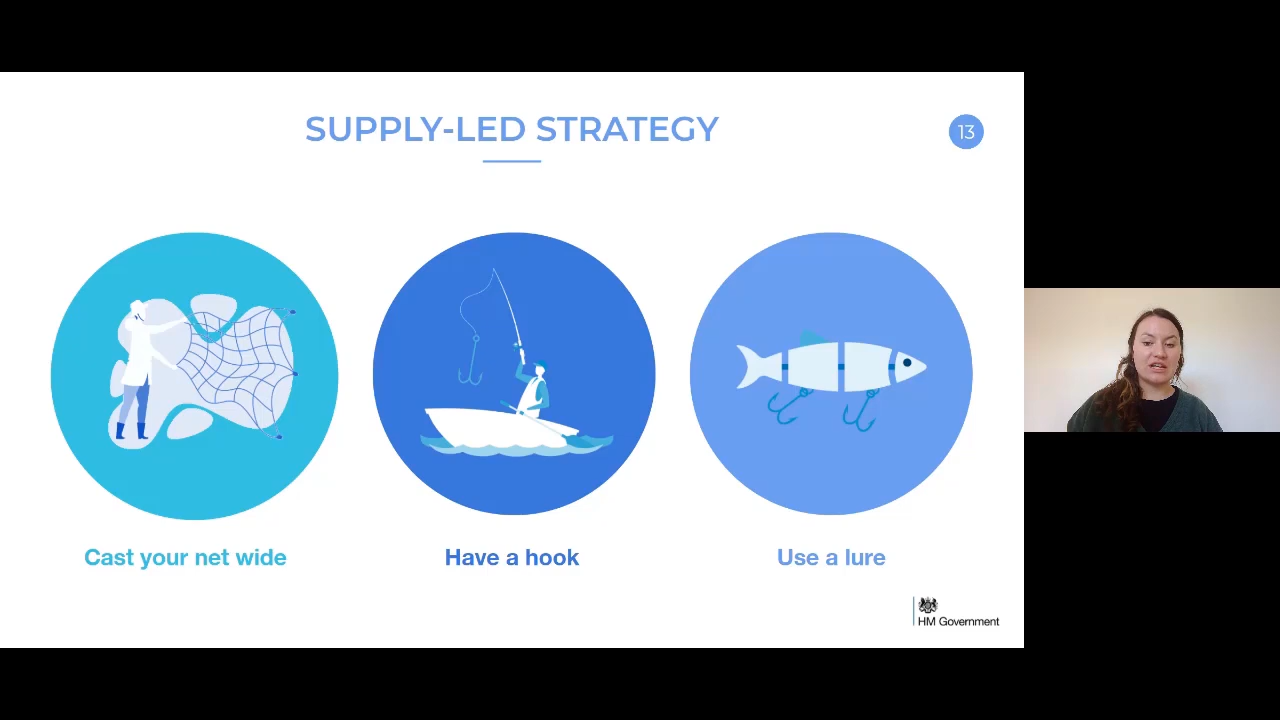 SUPPLY-LED STRATEGY
13
Cast your net wide
Have a hook
Use a lure
HM Government